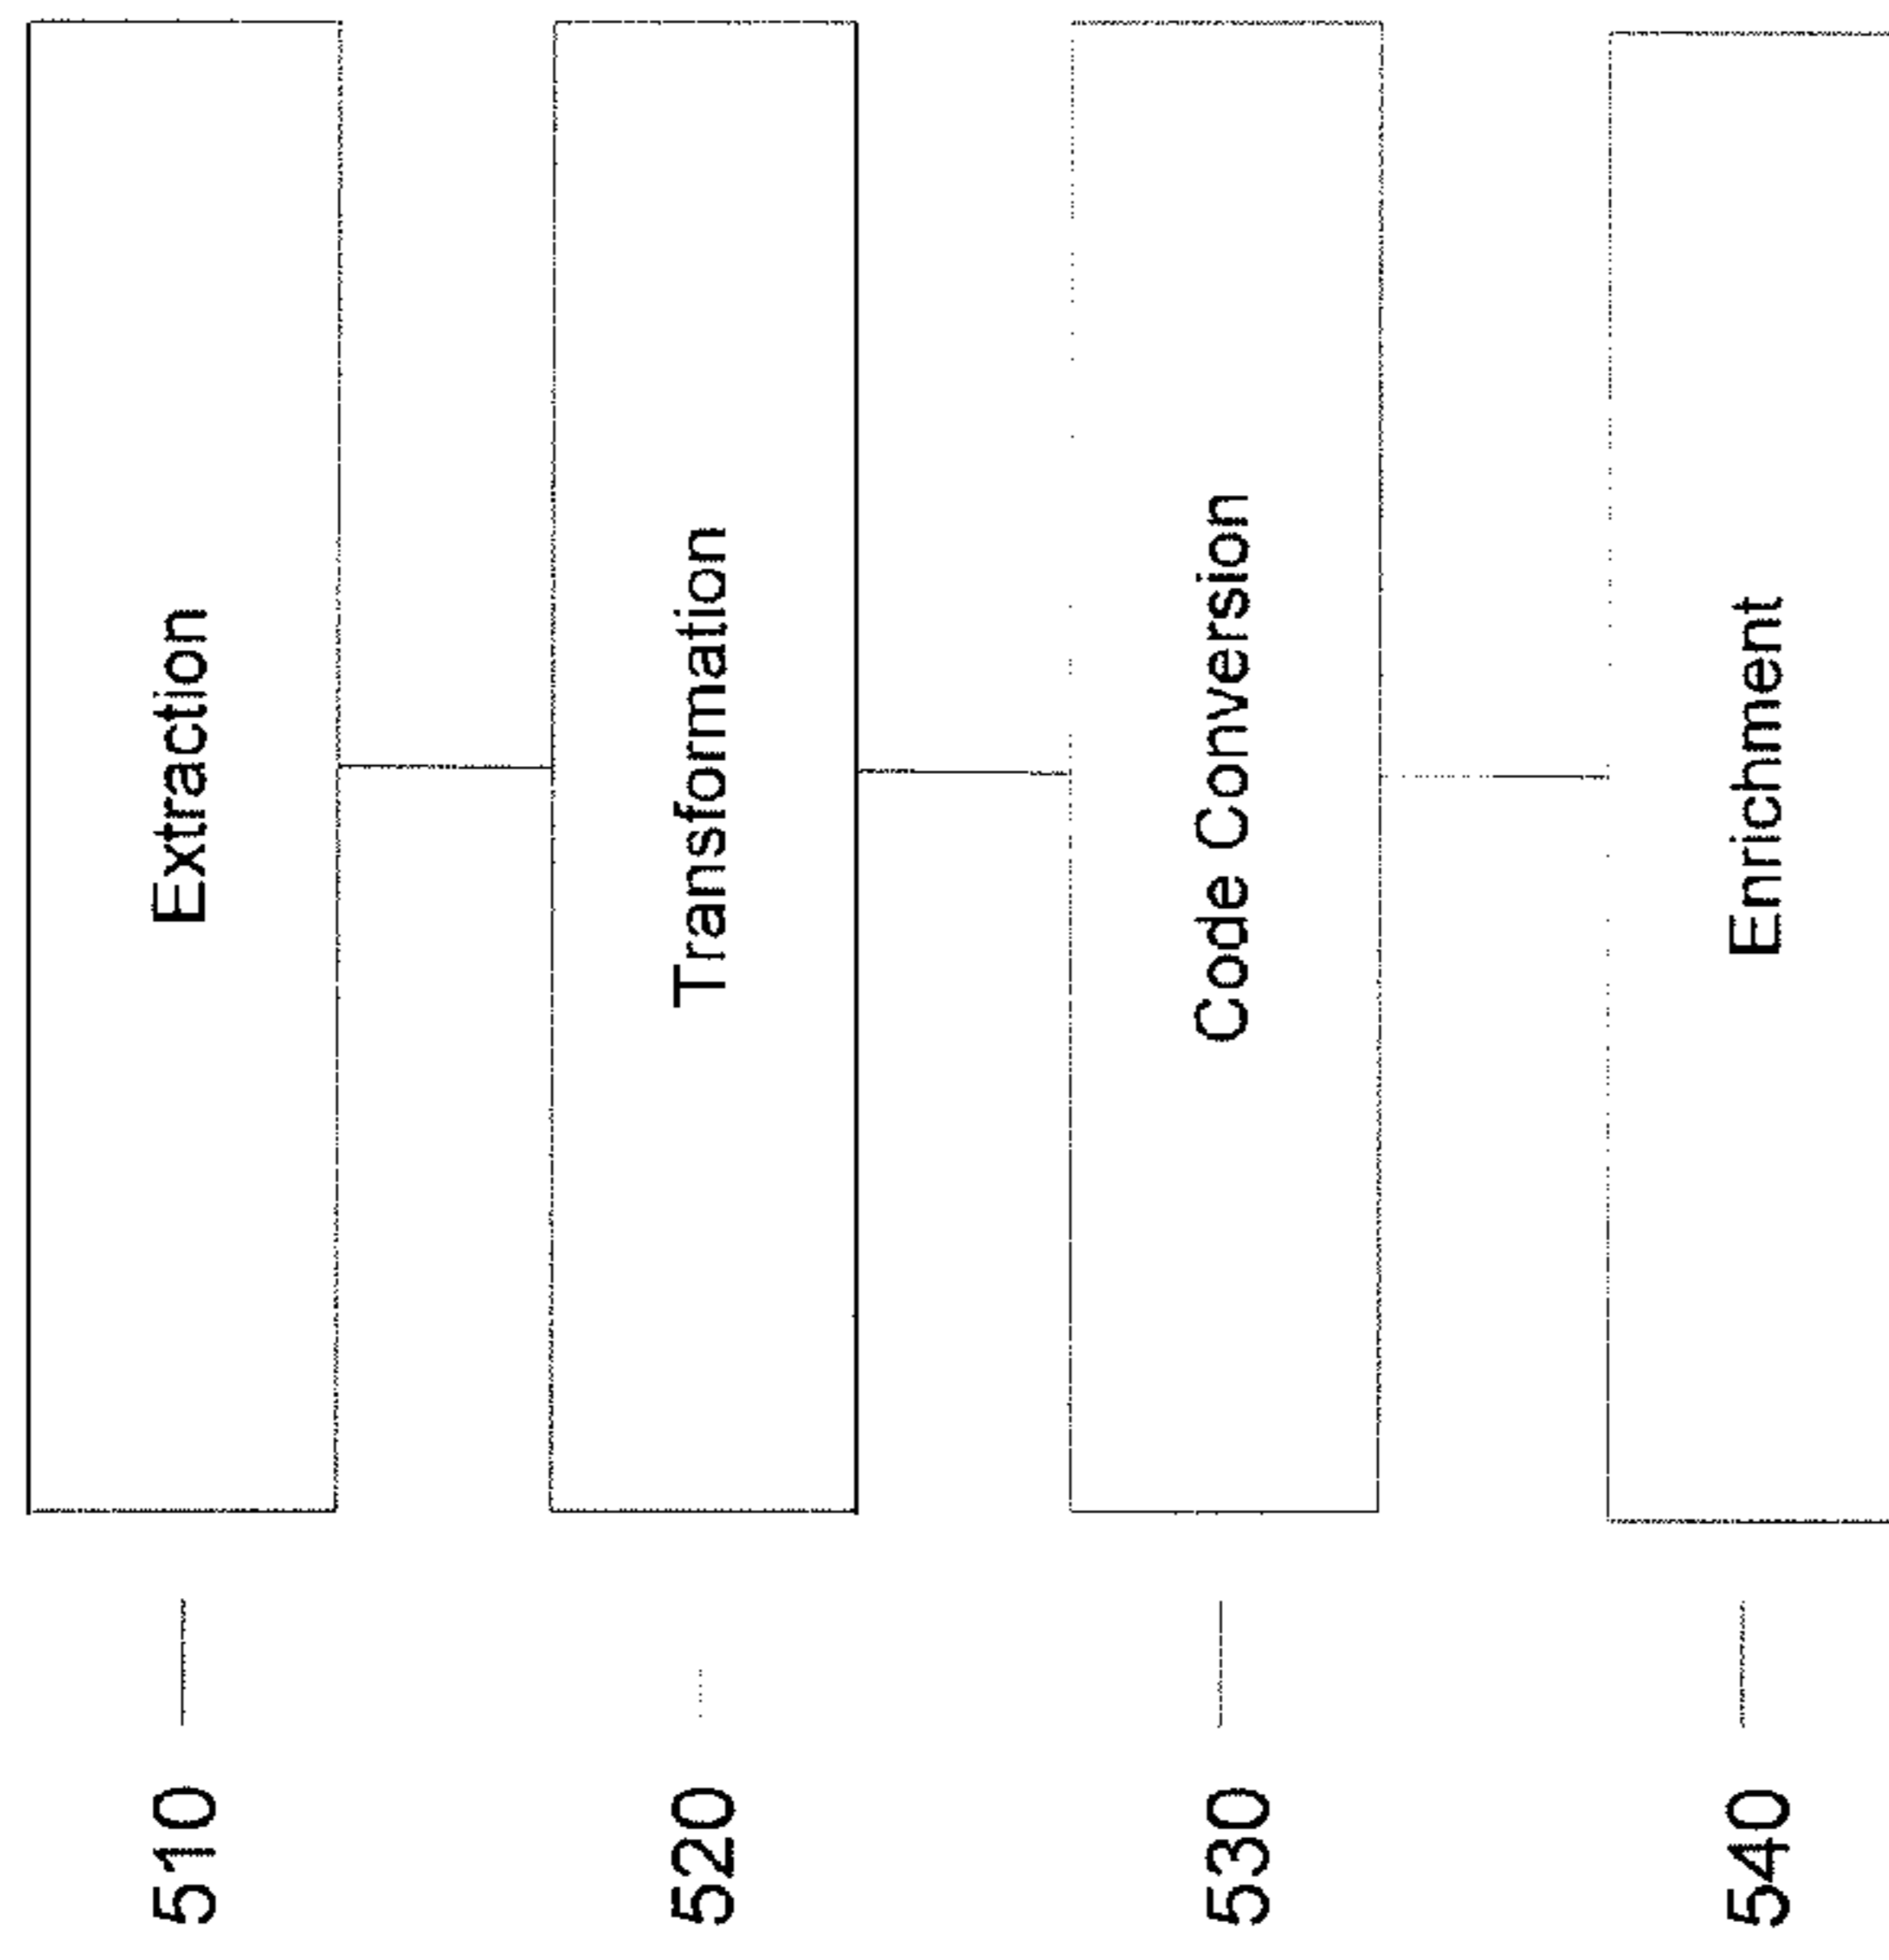 510
Extraction
520
Transformation
530
Code Conversion
540
Enrichment